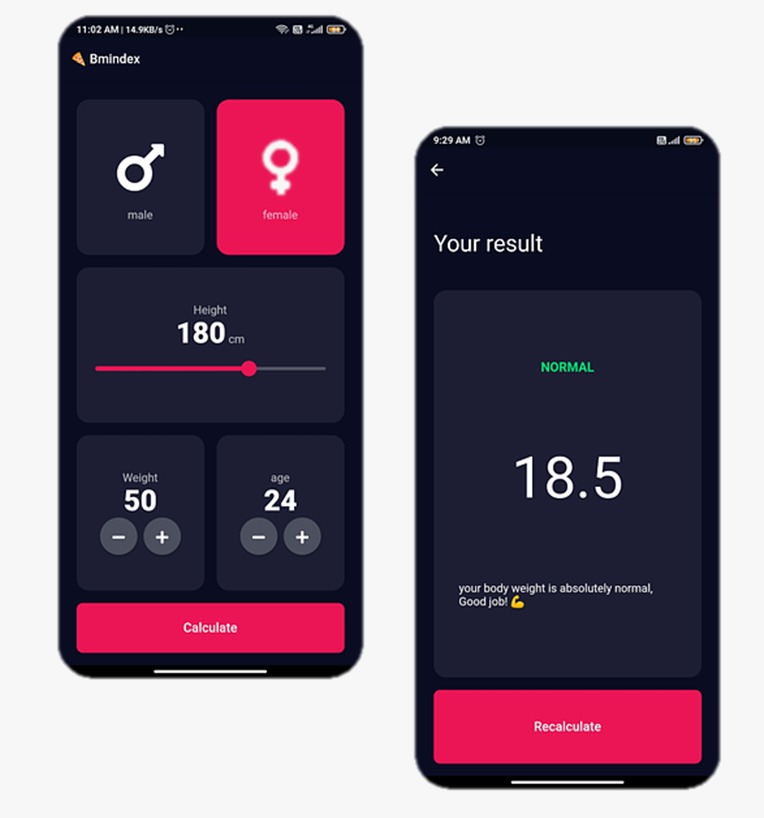 11:02 AM | 14.9KB/s
🍕 Bmindex
male
female
Height
180 cm
Weight
50
− +
age
24
− +
Calculate
9:29 AM
Your result
NORMAL
18.5
your body weight is absolutely normal,
Good job! 💪
Recalculate